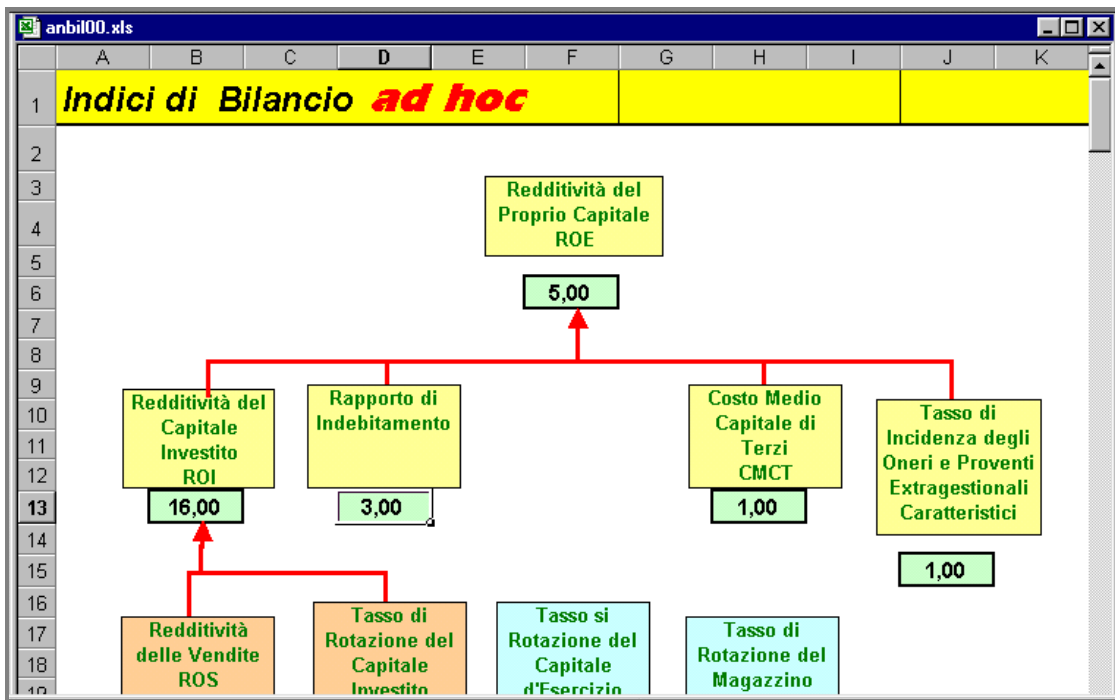 anbil00.xls
A B C D E F G H I J K
1 Indici di Bilancio ad hoc
2
3
4
5
6
7
8
9
10
11
12
13
14
15
16
17
18
19
Redditività del
Proprio Capitale
ROE
5,00
Redditività del
Capitale
Investito
ROI
16,00
Rapporto di
Indebitamento
3,00
Costo Medio
Capitale di
Terzi
CMCT
1,00
Tasso di
Incidenza degli
Oneri e Proventi
Extragestionali
Caratteristici
1,00
Redditività
delle Vendite
ROS
Tasso di
Rotazione del
Capitale
Investito
Tasso si
Rotazione del
Capitale
d'Esercizio
Tasso di
Rotazione del
Magazzino